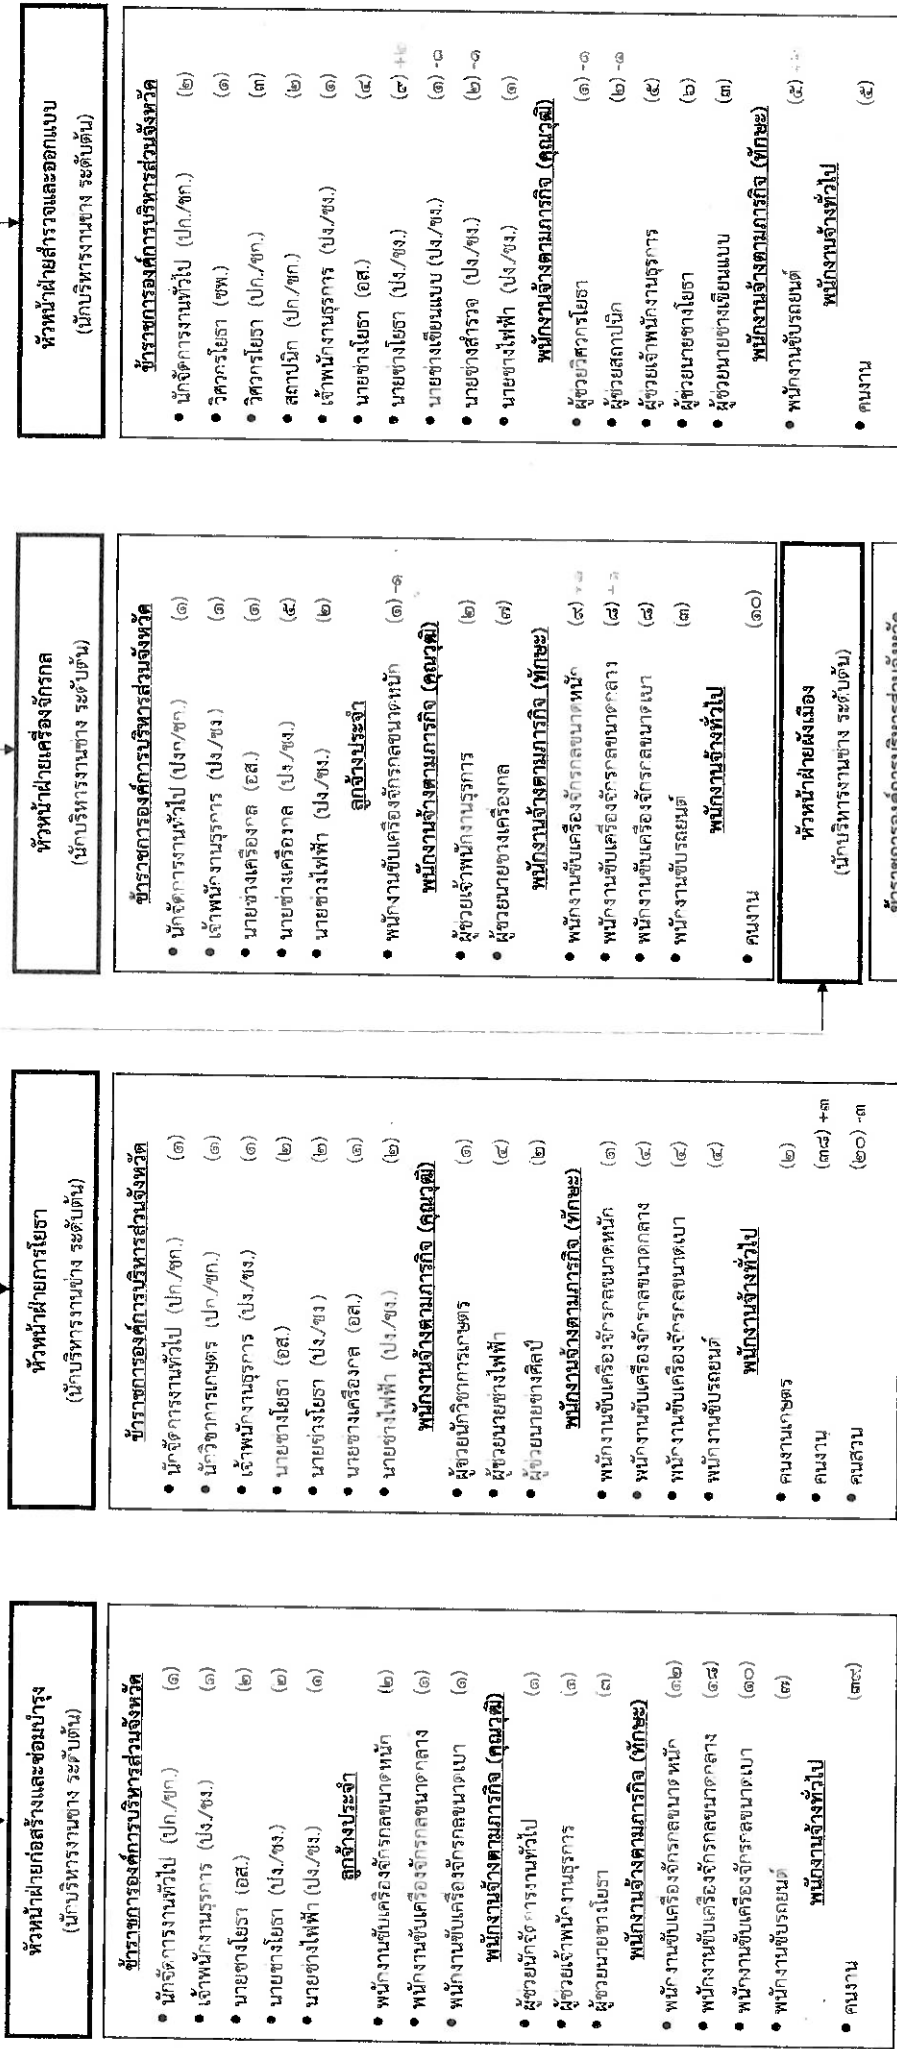 หัวหน้าฝ่ายก่อสร้างและซ่อมบำรุง
(นักบริหารงานช่าง ระดับต้น)
ข้าราชการองค์การบริหารส่วนจังหวัด
• นักจัดการงานทั่วไป (ปก./ชก.) (๑)
• เจ้าพนักงานธุรการ (ปง./ชง.) (๑)
• นายช่างโยธา (อส.) (๒)
• นายช่างโยธา (ปง./ชง.) (๒)
• นายช่างไฟฟ้า (ปง./ชง.) (๑)
ลูกจ้างประจำ
• พนักงานขับเครื่องจักรกลขนาดหนัก (๒)
• พนักงานขับเครื่องจักรกลขนาดกลาง (๑)
• พนักงานขับเครื่องจักรกลขนาดเบา (๑)
พนักงานจ้างตามภารกิจ (คุณวุฒิ)
• ผู้ช่วยนักจัดการงานทั่วไป (๑)
• ผู้ช่วยเจ้าพนักงานธุรการ (๑)
• ผู้ช่วยนายช่างโยธา (๓)
พนักงานจ้างตามภารกิจ (ทักษะ)
• พนักงานขับเครื่องจักรกลขนาดหนัก (๑๒)
• พนักงานขับเครื่องจักรกลขนาดกลาง (๑๘)
• พนักงานขับเครื่องจักรกลขนาดเบา (๑๐)
• พนักงานขับรถยนต์ (๗)
พนักงานจ้างทั่วไป
• คนงาน (๓๙)
หัวหน้าฝ่ายการโยธา
(นักบริหารงานช่าง ระดับต้น)
ข้าราชการองค์การบริหารส่วนจังหวัด
• นักจัดการงานทั่วไป (ปก./ชก.) (๑)
• นักวิชาการเกษตร (ปก./ชก.) (๑)
• เจ้าพนักงานธุรการ (ปง./ชง.) (๑)
• นายช่างโยธา (อส.) (๒)
• นายช่างโยธา (ปง./ชง) (๒)
• นายช่างเครื่องกล (อส.) (๑)
• นายช่างไฟฟ้า (ปง./ชง.) (๒)
พนักงานจ้างตามภารกิจ (คุณวุฒิ)
• ผู้ช่วยนักวิชาการเกษตร (๑)
• ผู้ช่วยนายช่างไฟฟ้า (๔)
• ผู้ช่วยนายช่างศิลป์ (๒)
พนักงานจ้างตามภารกิจ (ทักษะ)
• พนักงานขับเครื่องจักรกลขนาดหนัก (๑)
• พนักงานขับเครื่องจักรกลขนาดกลาง (๔)
• พนักงานขับเครื่องจักรกลขนาดเบา (๔)
• พนักงานขับรถยนต์ (๔)
พนักงานจ้างทั่วไป
• คนงานเกษตร (๒)
• คนงาน (๓๘) +๓
• คนสวน (๒๐) -๓
หัวหน้าฝ่ายเครื่องจักรกล
(นักบริหารงานช่าง ระดับต้น)
ข้าราชการองค์การบริหารส่วนจังหวัด
• นักจัดการงานทั่วไป (ปงก/ชก.) (๑)
• เจ้าพนักงานธุรการ (ปง/ชง) (๑)
• นายช่างเครื่องกล (อส.) (๑)
• นายช่างเครื่องกล (ปง./ชง.) (๕)
• นายช่างไฟฟ้า (ปง./ชง.) (๒)
ลูกจ้างประจำ
• พนักงานขับเครื่องจักรกลขนาดหนัก (๑) -๑
พนักงานจ้างตามภารกิจ (คุณวุฒิ)
• ผู้ช่วยเจ้าพนักงานธุรการ (๒)
• ผู้ช่วยนายช่างเครื่องกล (๗)
พนักงานจ้างตามภารกิจ (ทักษะ)
• พนักงานขับเครื่องจักรกลขนาดหนัก (๙)
• พนักงานขับเครื่องจักรกลขนาดกลาง (๘)
• พนักงานขับเครื่องจักรกลขนาดเบา (๘)
• พนักงานขับรถยนต์ (๓)
พนักงานจ้างทั่วไป
• คนงาน (๑๐)
หัวหน้าฝ่ายผังเมือง
(นักบริหารงานช่าง ระดับต้น)
ข้าราชการองค์การบริหารส่วนจังหวัด
หัวหน้าฝ่ายสำรวจและออกแบบ
(นักบริหารงานช่าง ระดับต้น)
ข้าราชการองค์การบริหารส่วนจังหวัด
• นักจัดการงานทั่วไป (ปก./ชก.) (๒)
• วิศวกรโยธา (ชพ.) (๑)
• วิศวกรโยธา (ปก./ชก.) (๓)
• สถาปนิก (ปก./ชก.) (๒)
• เจ้าพนักงานธุรการ (ปง./ชง.) (๑)
• นายช่างโยธา (อส.) (๔)
• นายช่างโยธา (ปง./ชง.) (๙)
• นายช่างเขียนแบบ (ปง./ชง.) (๑) -๑
• นายช่างสำรวจ (ปง./ชง.) (๒) -๑
• นายช่างไฟฟ้า (ปง./ชง.) (๑)
พนักงานจ้างตามภารกิจ (คุณวุฒิ)
• ผู้ช่วยวิศวกรโยธา (๑) -๑
• ผู้ช่วยสถาปนิก (๒) -๑
• ผู้ช่วยเจ้าพนักงานธุรการ (๕)
• ผู้ช่วยนายช่างโยธา (๖)
• ผู้ช่วยนายช่างเขียนแบบ (๓)
พนักงานจ้างตามภารกิจ (ทักษะ)
• พนักงานขับรถยนต์ (๕)
พนักงานจ้างทั่วไป
• คนงาน (๕)